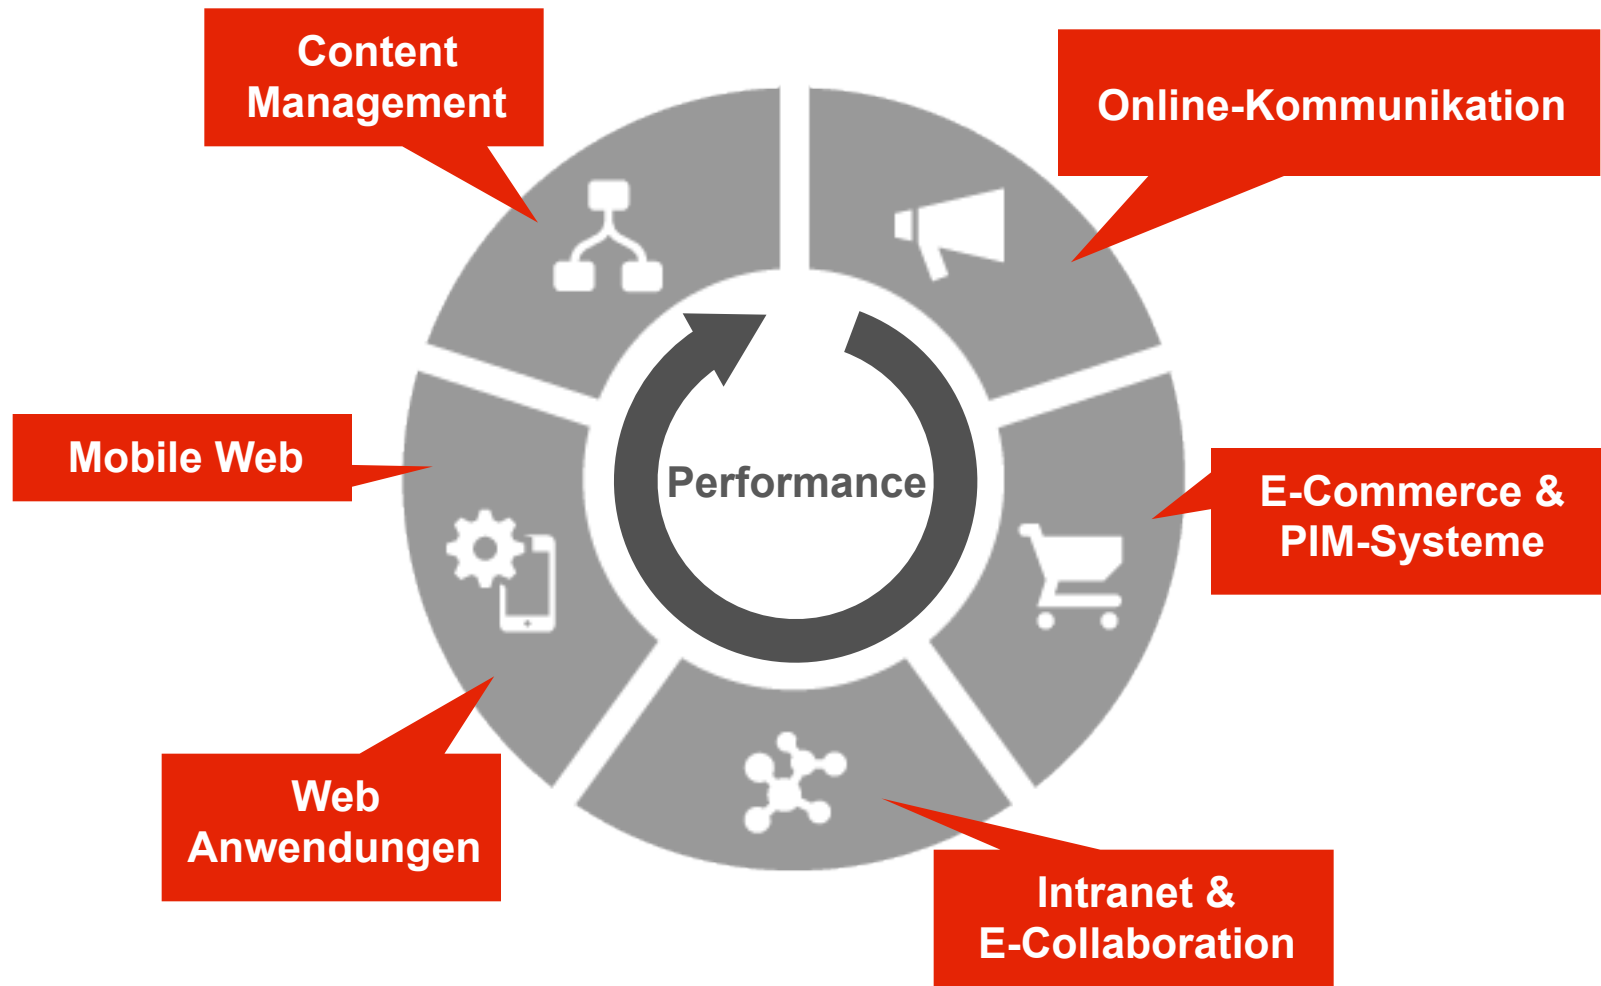 Content
Management
Online-Kommunikation
Mobile Web
Performance
E-Commerce &
PIM-Systeme
Web
Anwendungen
Intranet &
E-Collaboration